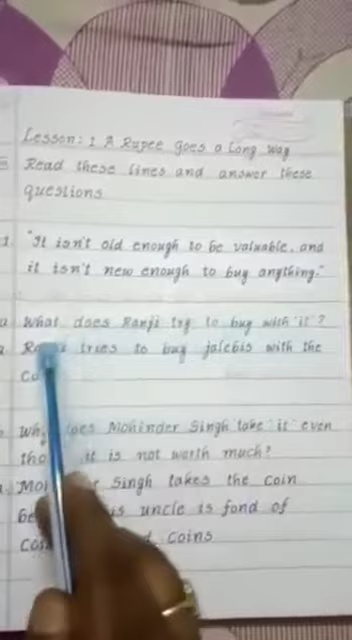 Lesson: 1 A Rupee goes a Long Way
Read these lines and answer these
questions
1. "It isn't old enough to be valuable, and
it isn't new enough to buy anything."
What does Ranji try to buy with 'it'?
tries to buy jalebis with the
does Mohinder Singh take 'it' even
it is not worth much?
Singh takes the coin
uncle is fond of
coins